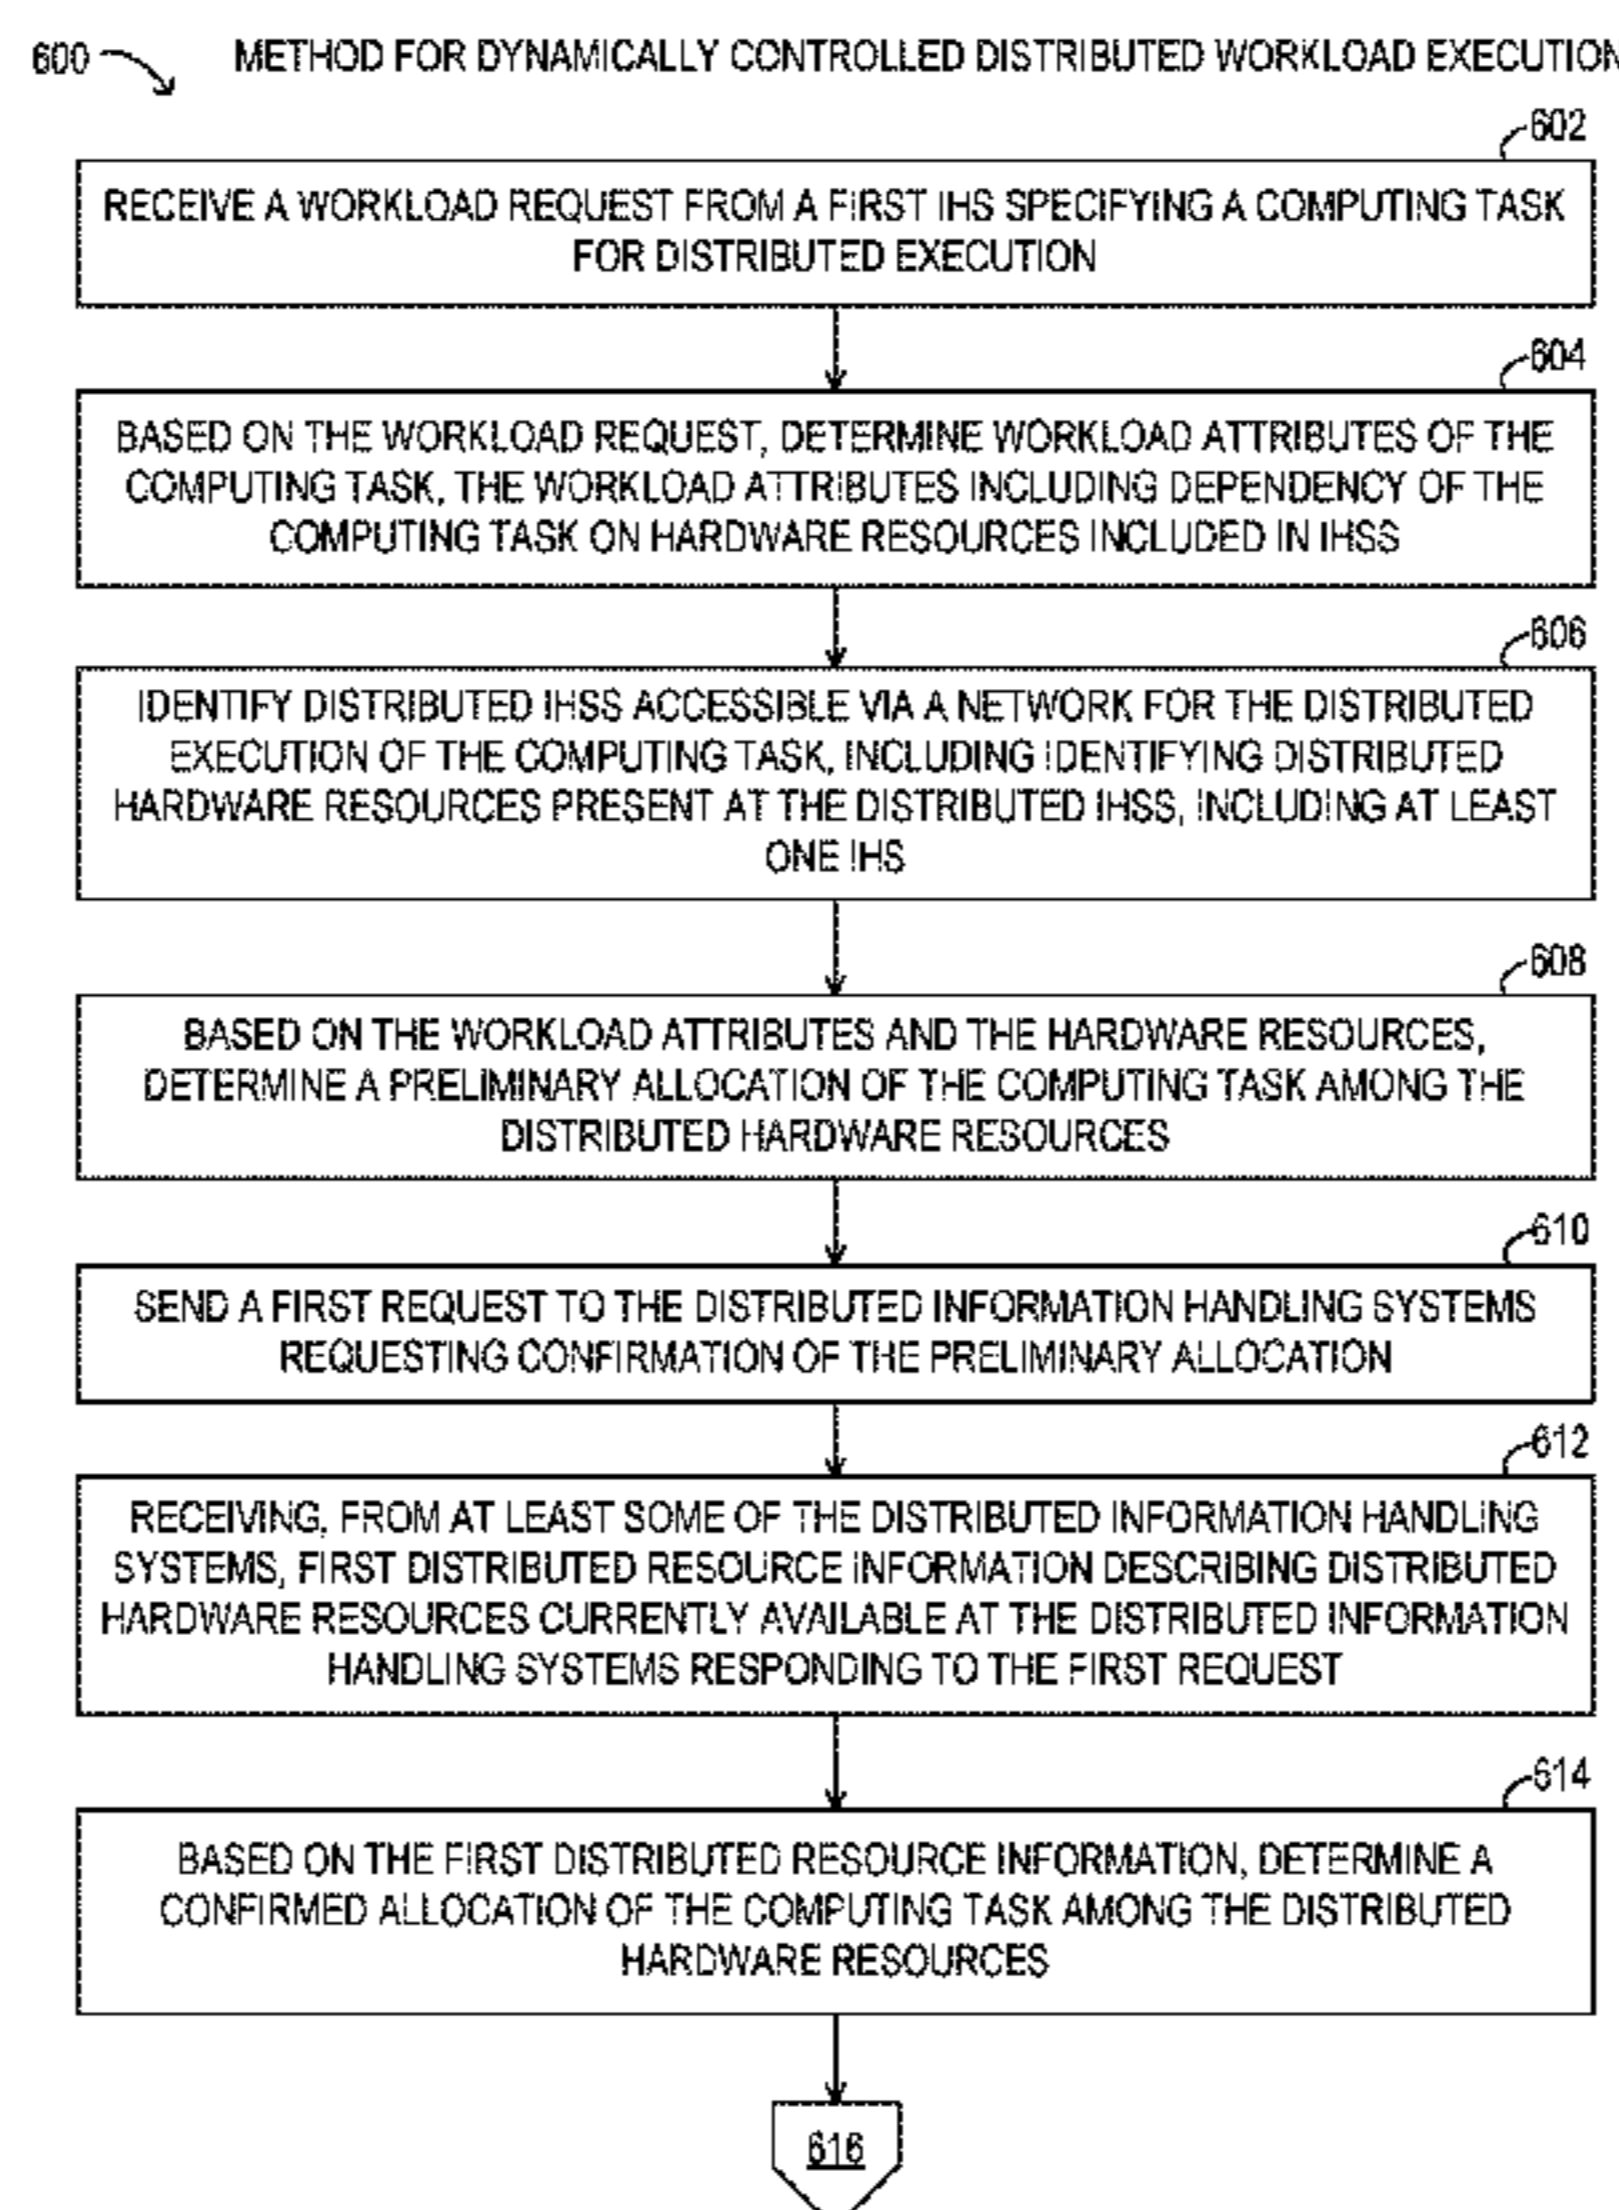 600 METHOD FOR DYNAMICALLY CONTROLLED DISTRIBUTED WORKLOAD EXECUTION
602
RECEIVE A WORKLOAD REQUEST FROM A FIRST IHS SPECIFYING A COMPUTING TASK
FOR DISTRIBUTED EXECUTION
604
BASED ON THE WORKLOAD REQUEST, DETERMINE WORKLOAD ATTRIBUTES OF THE
COMPUTING TASK, THE WORKLOAD ATTRIBUTES INCLUDING DEPENDENCY OF THE
COMPUTING TASK ON HARDWARE RESOURCES INCLUDED IN IHSS
606
IDENTIFY DISTRIBUTED IHSS ACCESSIBLE VIA A NETWORK FOR THE DISTRIBUTED
EXECUTION OF THE COMPUTING TASK, INCLUDING IDENTIFYING DISTRIBUTED
HARDWARE RESOURCES PRESENT AT THE DISTRIBUTED IHSS, INCLUDING AT LEAST
ONE IHS
608
BASED ON THE WORKLOAD ATTRIBUTES AND THE HARDWARE RESOURCES,
DETERMINE A PRELIMINARY ALLOCATION OF THE COMPUTING TASK AMONG THE
DISTRIBUTED HARDWARE RESOURCES
610
SEND A FIRST REQUEST TO THE DISTRIBUTED INFORMATION HANDLING SYSTEMS
REQUESTING CONFIRMATION OF THE PRELIMINARY ALLOCATION
612
RECEIVING, FROM AT LEAST SOME OF THE DISTRIBUTED INFORMATION HANDLING
SYSTEMS, FIRST DISTRIBUTED RESOURCE INFORMATION DESCRIBING DISTRIBUTED
HARDWARE RESOURCES CURRENTLY AVAILABLE AT THE DISTRIBUTED INFORMATION
HANDLING SYSTEMS RESPONDING TO THE FIRST REQUEST
614
BASED ON THE FIRST DISTRIBUTED RESOURCE INFORMATION, DETERMINE A
CONFIRMED ALLOCATION OF THE COMPUTING TASK AMONG THE DISTRIBUTED
HARDWARE RESOURCES
616